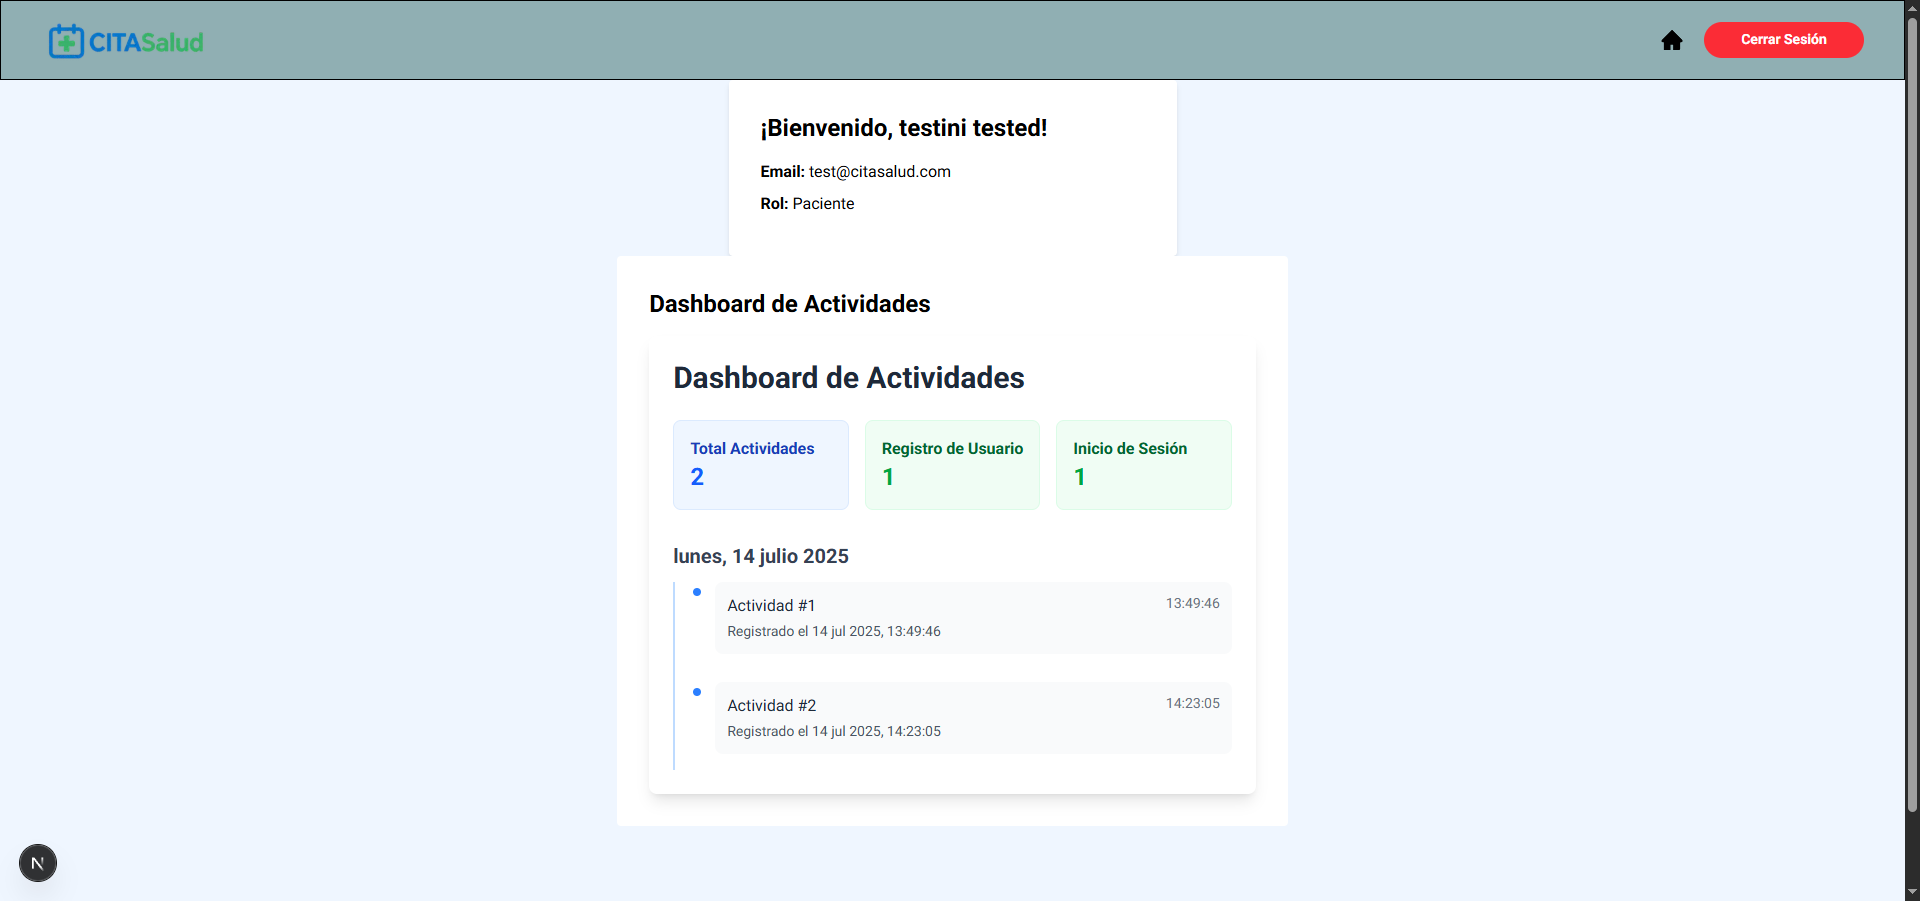 CITASalud
Cerrar Sesión
¡Bienvenido, testini tested!
Email: test@citasalud.com
Rol: Paciente
Dashboard de Actividades
Dashboard de Actividades
Total Actividades
2
Registro de Usuario
1
Inicio de Sesión
1
lunes, 14 julio 2025
Actividad #1
13:49:46
Registrado el 14 jul 2025, 13:49:46
Actividad #2
14:23:05
Registrado el 14 jul 2025, 14:23:05
N